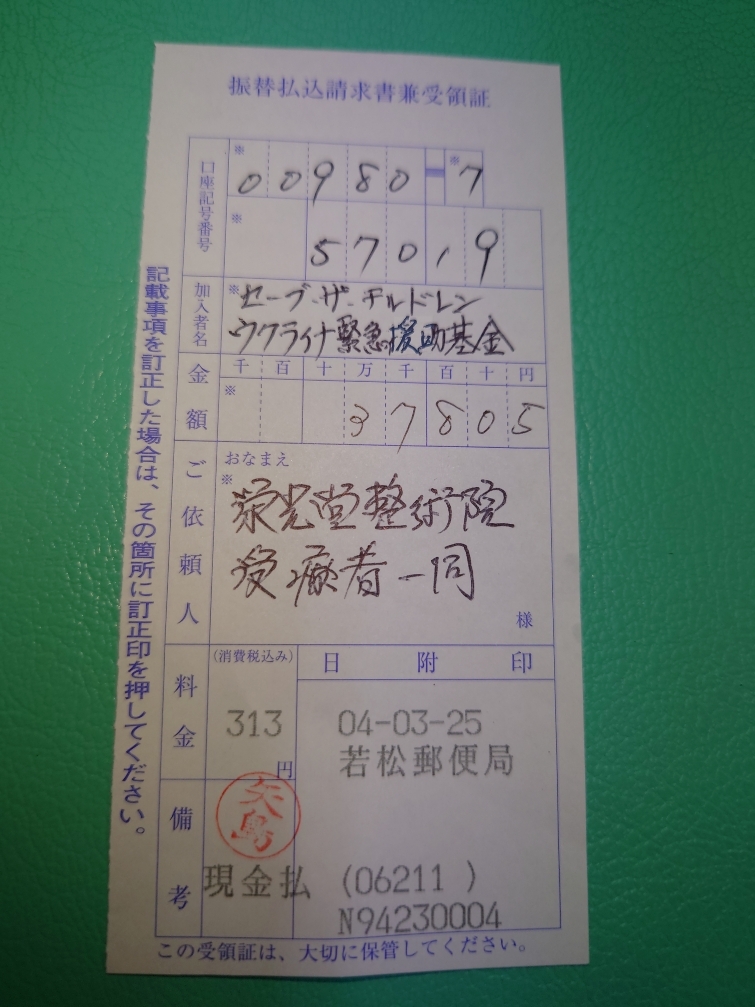 振替払込請求書兼受領証
口座記号番号
※ 00980-※7
※ 57019
加入者名
※ セーブ・ザ・チルドレン
ウクライナ緊急援助基金
金額
千 百 十 万 千 百 十 円
※ 37805
ご依頼人
おなまえ
※
栄光堂整術院
受療者一同
様
料金
(消費税込み)
313
円
日附印
04-03-25
若松郵便局
備考
矢島
現金払 (06211 )
N94230004
この受領証は、大切に保管してください。
記載事項を訂正した場合は、その箇所に訂正印を押してください。